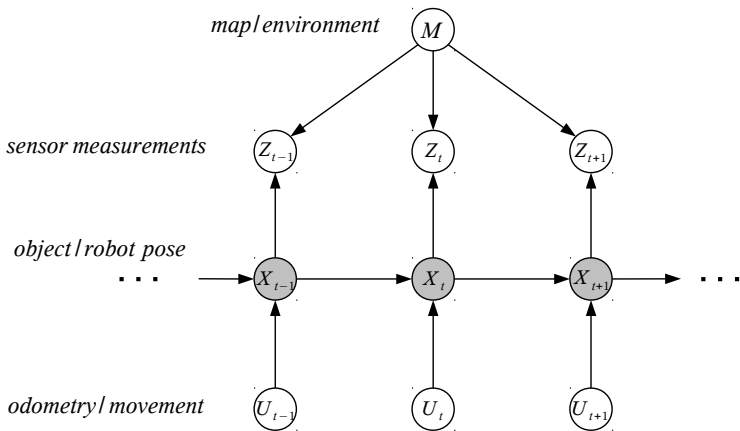 map/environment M
sensor measurements Z_{t-1} Z_t Z_{t+1}
object/robot pose
... X_{t-1} X_t X_{t+1} ...
odometry/movement U_{t-1} U_t U_{t+1}